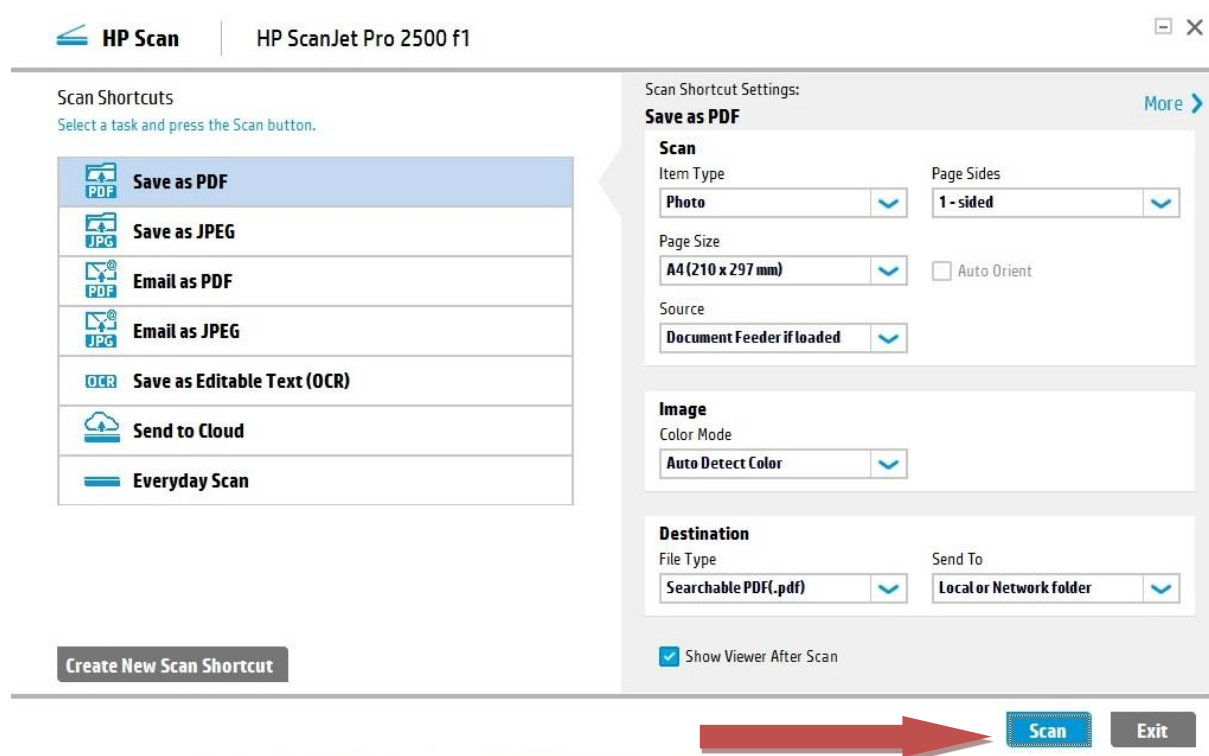 HP Scan
HP ScanJet Pro 2500 f1
Scan Shortcuts
Select a task and press the Scan button.
PDF Save as PDF
JPG Save as JPEG
@ PDF Email as PDF
@ JPG Email as JPEG
OCR Save as Editable Text (OCR)
Send to Cloud
Everyday Scan
Create New Scan Shortcut
Scan Shortcut Settings:
More
Save as PDF
Scan
Item Type Page Sides
Photo 1 - sided
Page Size
A4 (210 x 297 mm) Auto Orient
Source
Document Feeder if loaded
Image
Color Mode
Auto Detect Color
Destination
File Type Send To
Searchable PDF(.pdf) Local or Network folder
Show Viewer After Scan
Scan Exit